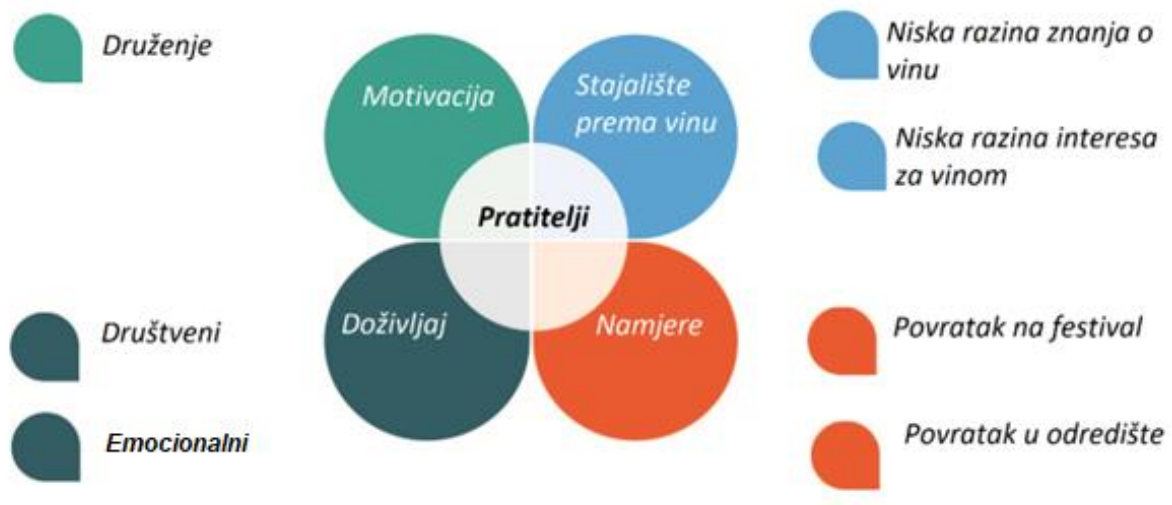 Druženje
Motivacija
Stajalište
prema vinu
Niska razina znanja o
vinu
Niska razina interesa
za vinom
Pratitelji
Društveni
Doživljaj
Namjere
Povratak na festival
Emocionalni
Povratak u odredište